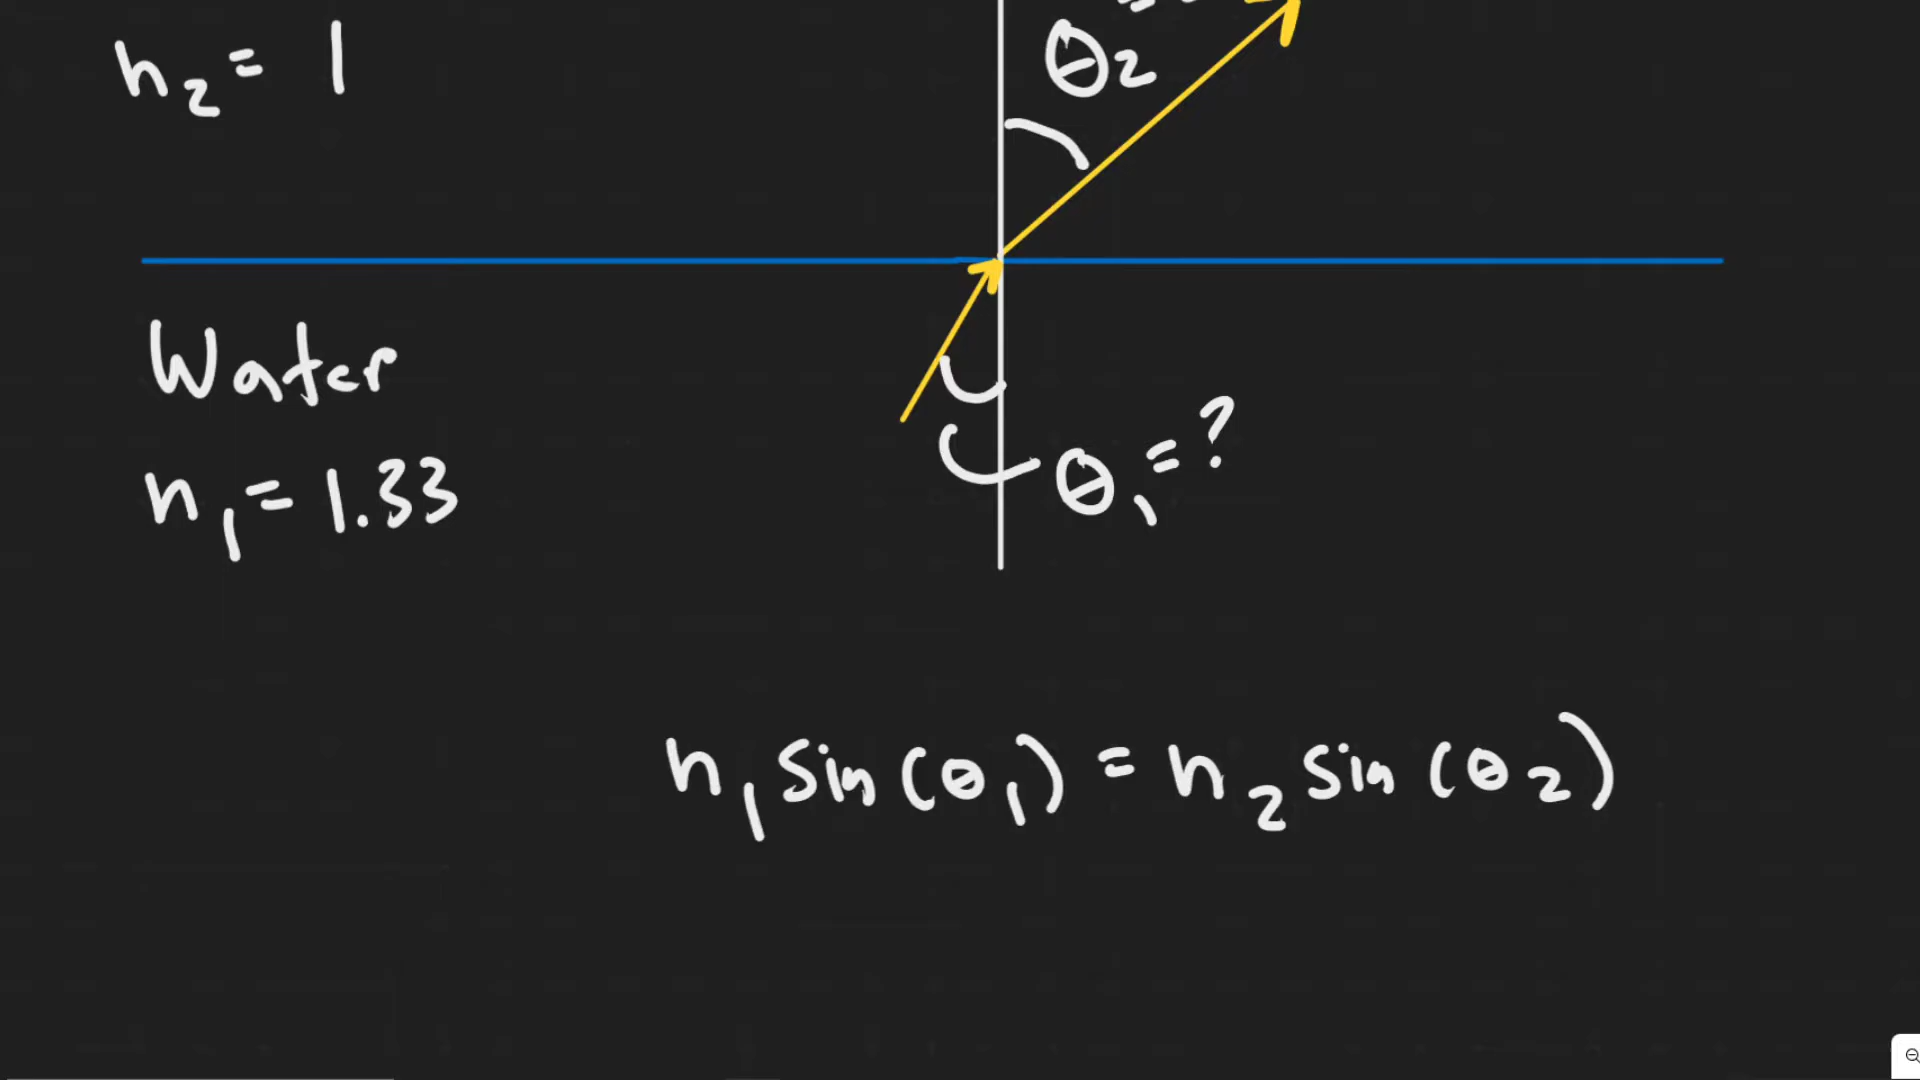 n₂ = 1
θ₂
Water
n₁ = 1.33
θ₁ = ?
n₁ sin(θ₁) = n₂ sin(θ₂)